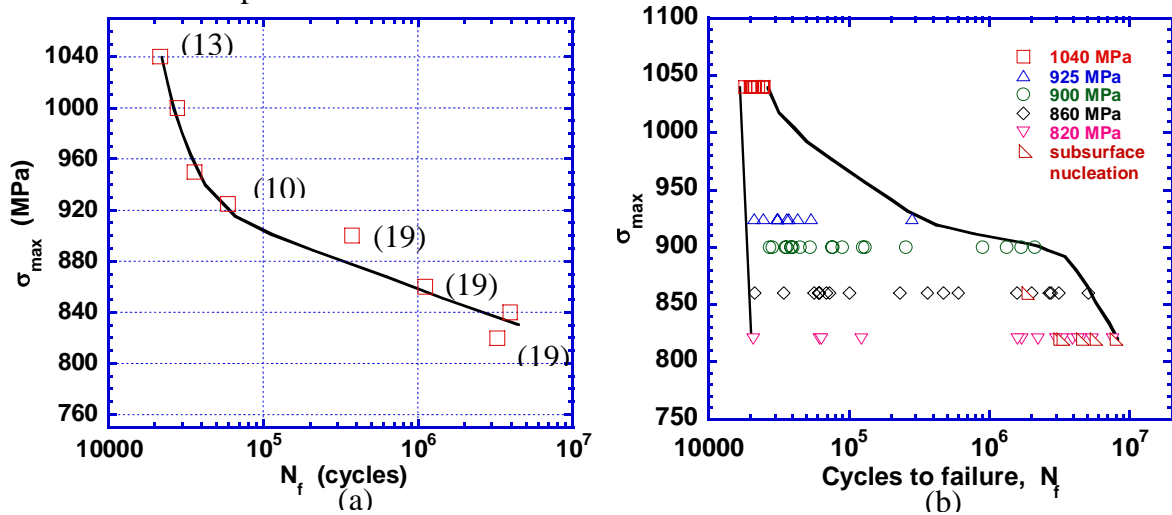 1040
1000
960
920
880
840
800
760
σmax (MPa)
(13)
(10)
(19)
(19)
(19)
10000
10^5
10^6
10^7
N_f (cycles)
(a)
1100
1050
1000
950
900
850
800
750
σmax
1040 MPa
925 MPa
900 MPa
860 MPa
820 MPa
subsurface
nucleation
10000
10^5
10^6
10^7
Cycles to failure, N_f
(b)